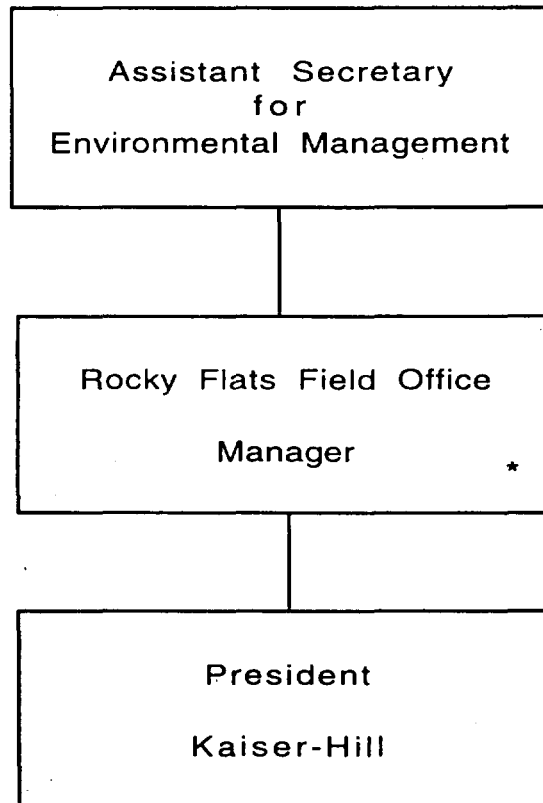 Assistant Secretary
for
Environmental Management
Rocky Flats Field Office
Manager
*
President
Kaiser-Hill